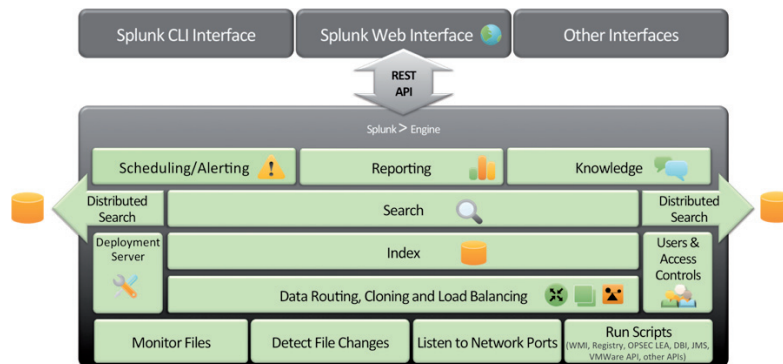 Splunk CLI Interface
Splunk Web Interface
Other Interfaces
REST
API
Splunk > Engine
Scheduling/Alerting
Reporting
Knowledge
Distributed
Search
Search
Distributed
Search
Deployment
Server
Index
Users &
Access
Controls
Data Routing, Cloning and Load Balancing
Monitor Files
Detect File Changes
Listen to Network Ports
Run Scripts
(WMI, Registry, OPSEC LEA, DBI, JMS,
VMWare API, other APIs)